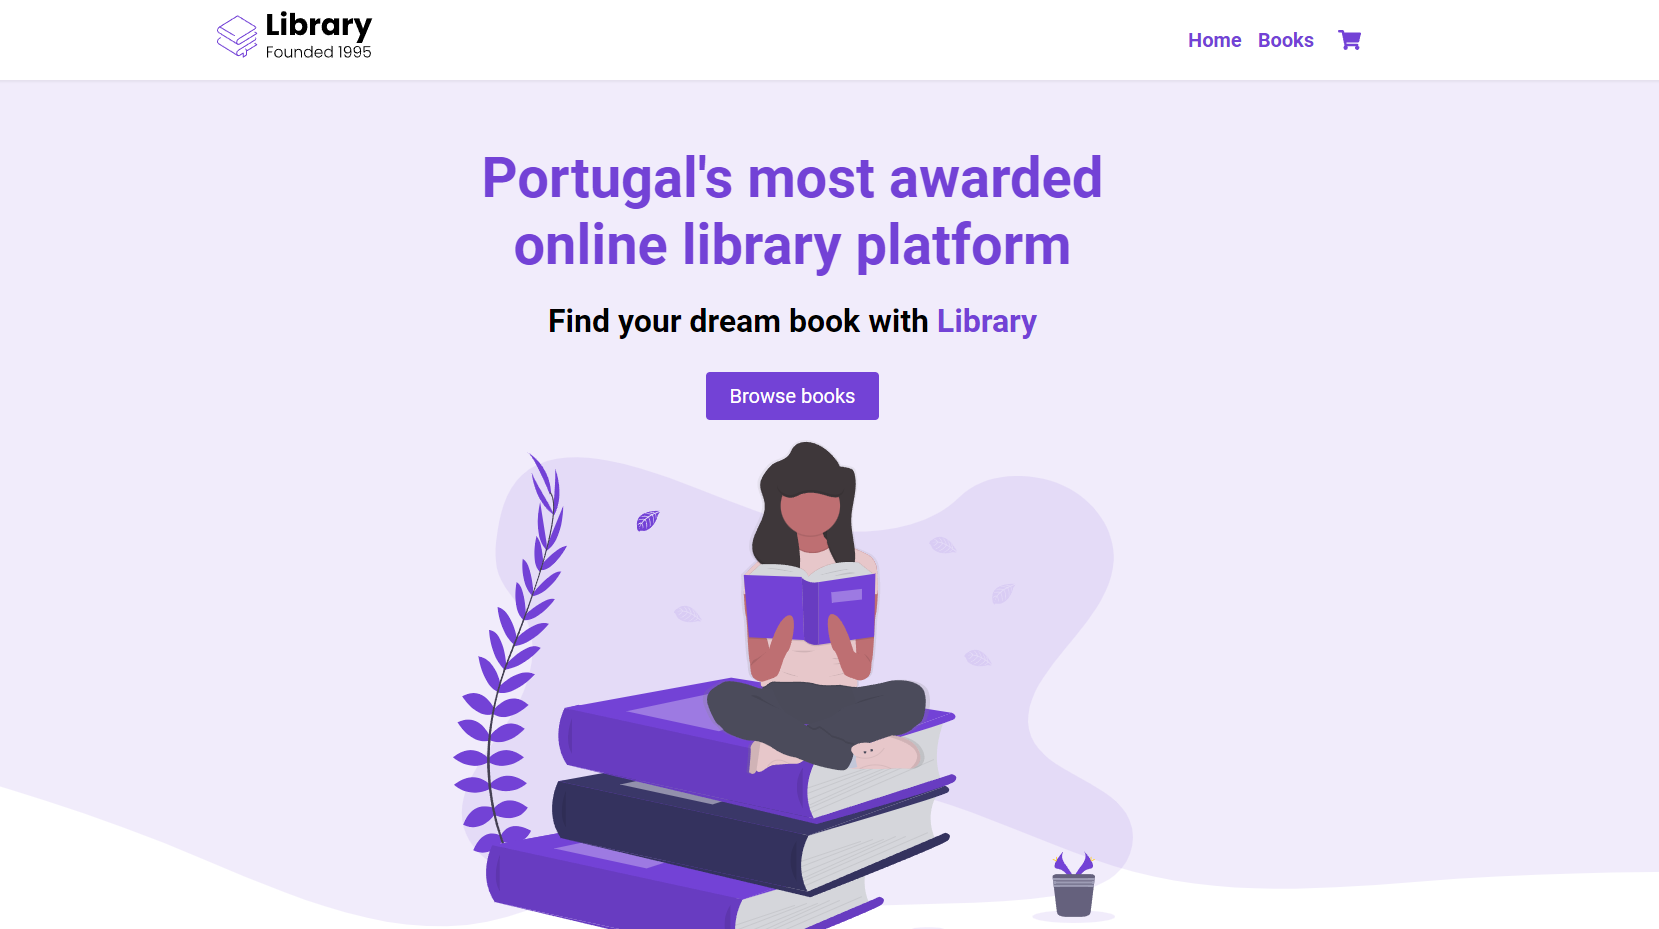 Library
Founded 1995
Home Books
Portugal's most awarded
online library platform
Find your dream book with Library
Browse books